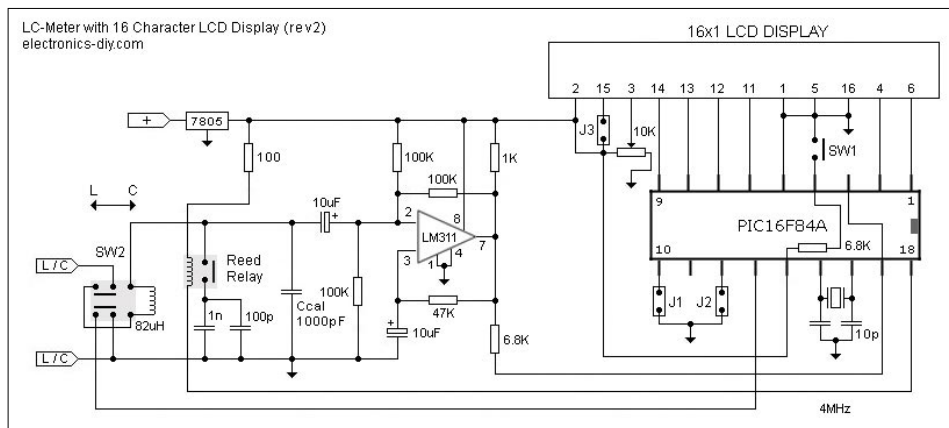 LC-Meter with 16 Character LCD Display (rev2)
electronics-diy.com
16x1 LCD DISPLAY
2 15 3 14 13 12 11 1 5 16 4 6
+
7805
J3
10K
SW1
100
100K
1K
100K
L C
10uF
2
8
LM311
7
3
1
4
9
1
PIC16F84A
6.8K
10
18
SW2
L / C
Reed
Relay
Ccal
1000pF
100K
47K
J1
J2
82uH
1n
100p
10uF
6.8K
10p
L / C
4MHz